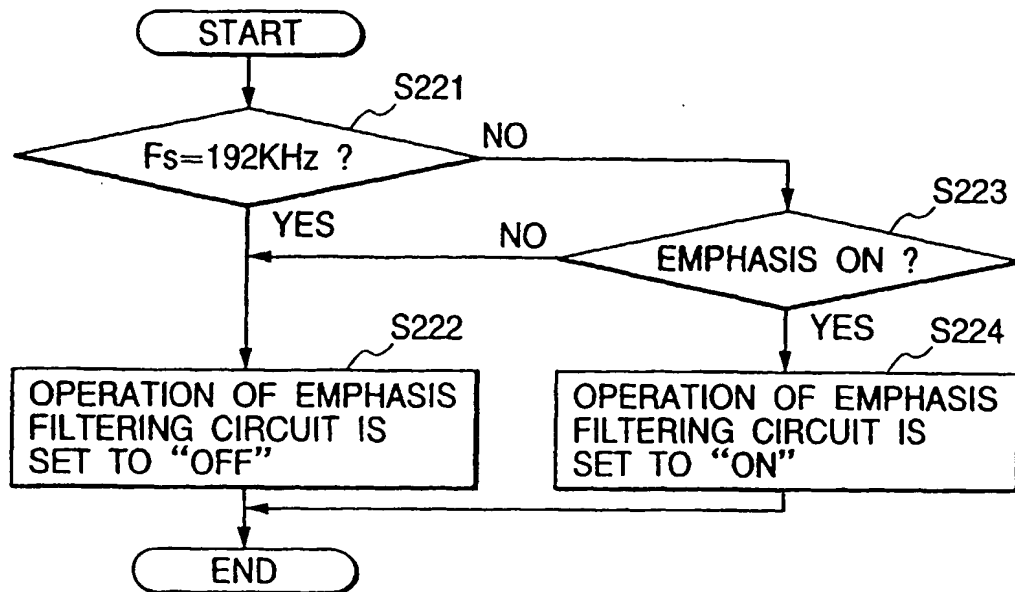 START
S221
Fs=192KHz ?
NO
YES
S223
EMPHASIS ON ?
NO
YES
S222
OPERATION OF EMPHASIS
FILTERING CIRCUIT IS
SET TO “OFF”
S224
OPERATION OF EMPHASIS
FILTERING CIRCUIT IS
SET TO “ON”
END